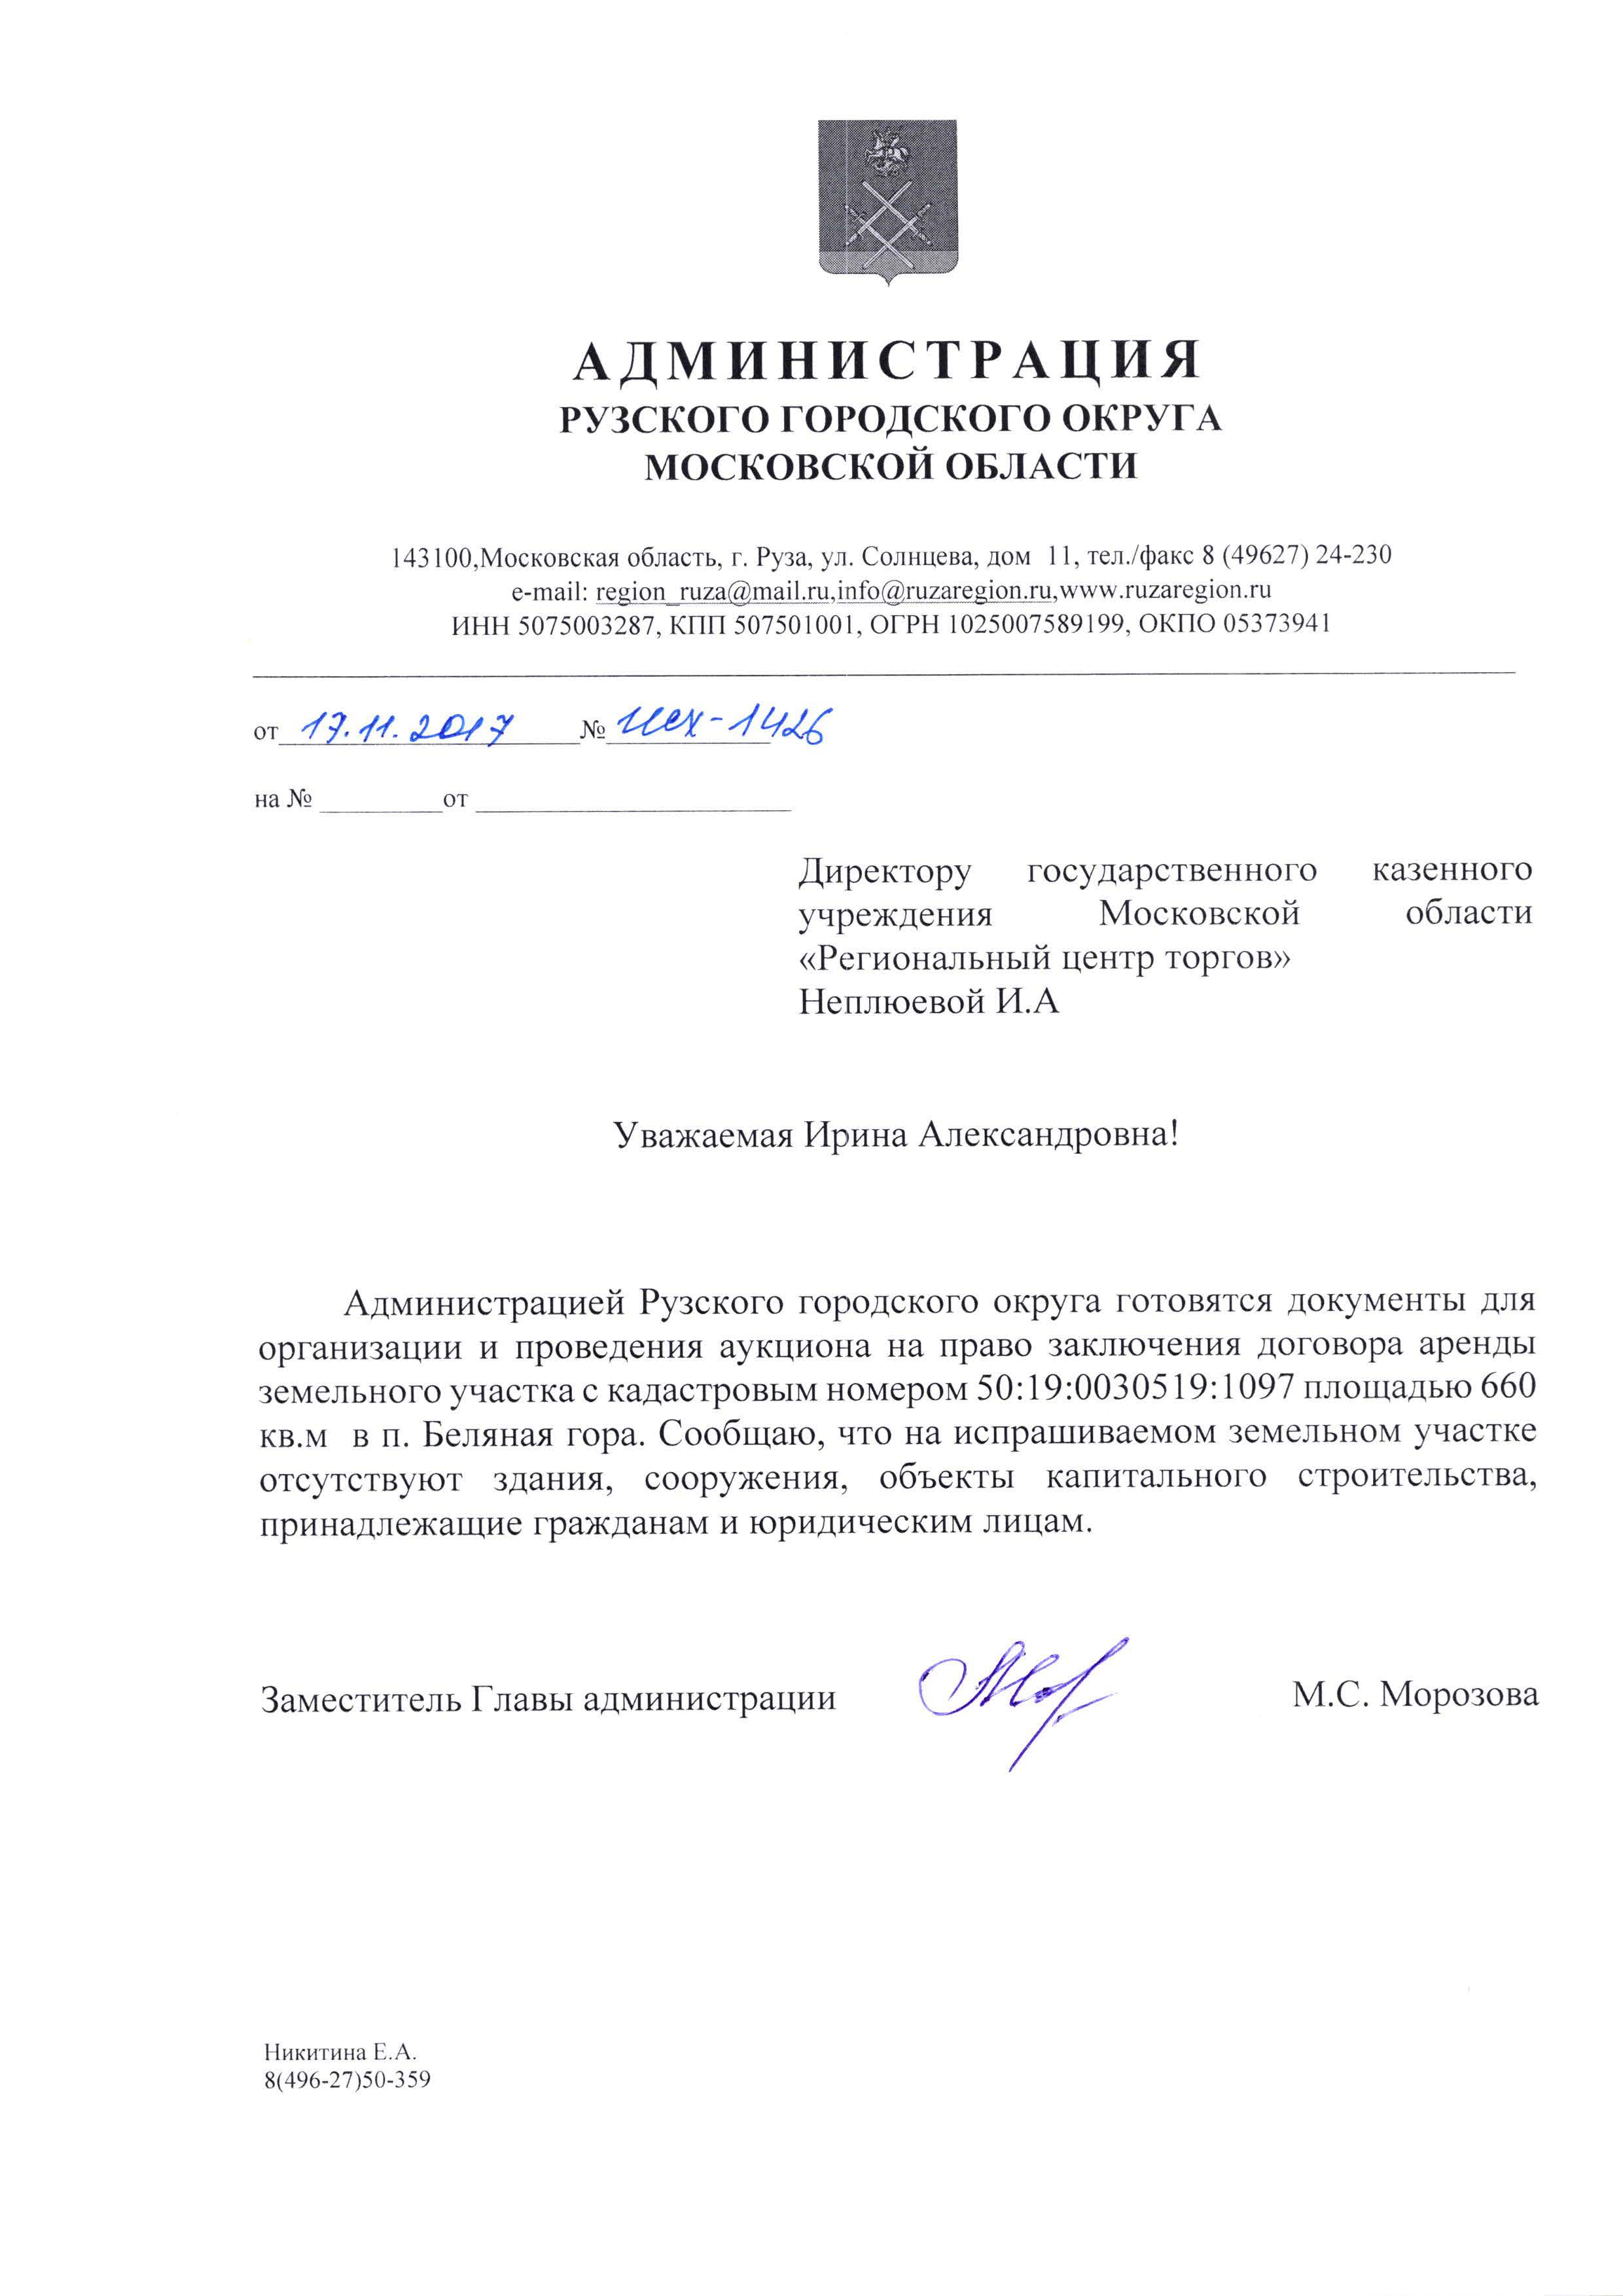 АДМИНИСТРАЦИЯ
РУЗСКОГО ГОРОДСКОГО ОКРУГА
МОСКОВСКОЙ ОБЛАСТИ
143100,Московская область, г. Руза, ул. Солнцева, дом 11, тел./факс 8 (49627) 24-230
e-mail: region_ruza@mail.ru,info@ruzaregion.ru,www.ruzaregion.ru
ИНН 5075003287, КПП 507501001, ОГРН 1025007589199, ОКПО 05373941
от 17.11.2017 № Исх-1426
на № __________от __________________________
Директору государственного казенного
учреждения Московской области
«Региональный центр торгов»
Неплюевой И.А
Уважаемая Ирина Александровна!
Администрацией Рузского городского округа готовятся документы для
организации и проведения аукциона на право заключения договора аренды
земельного участка с кадастровым номером 50:19:0030519:1097 площадью 660
кв.м в п. Беляная гора. Сообщаю, что на испрашиваемом земельном участке
отсутствуют здания, сооружения, объекты капитального строительства,
принадлежащие гражданам и юридическим лицам.
Заместитель Главы администрации М.С. Морозова
Никитина Е.А.
8(496-27)50-359